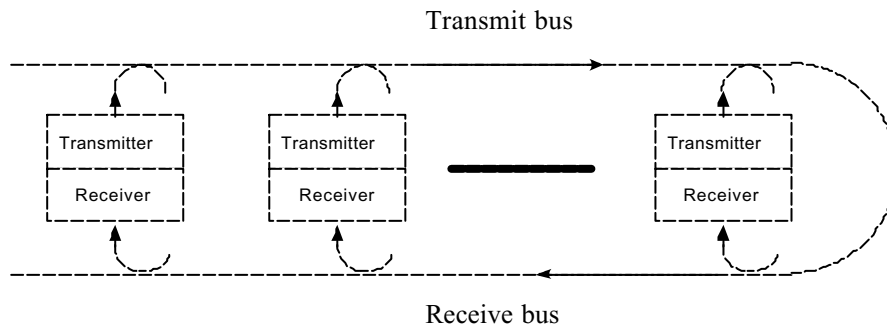 Transmit bus
Transmitter
Transmitter
Transmitter
Receiver
Receiver
Receiver
Receive bus